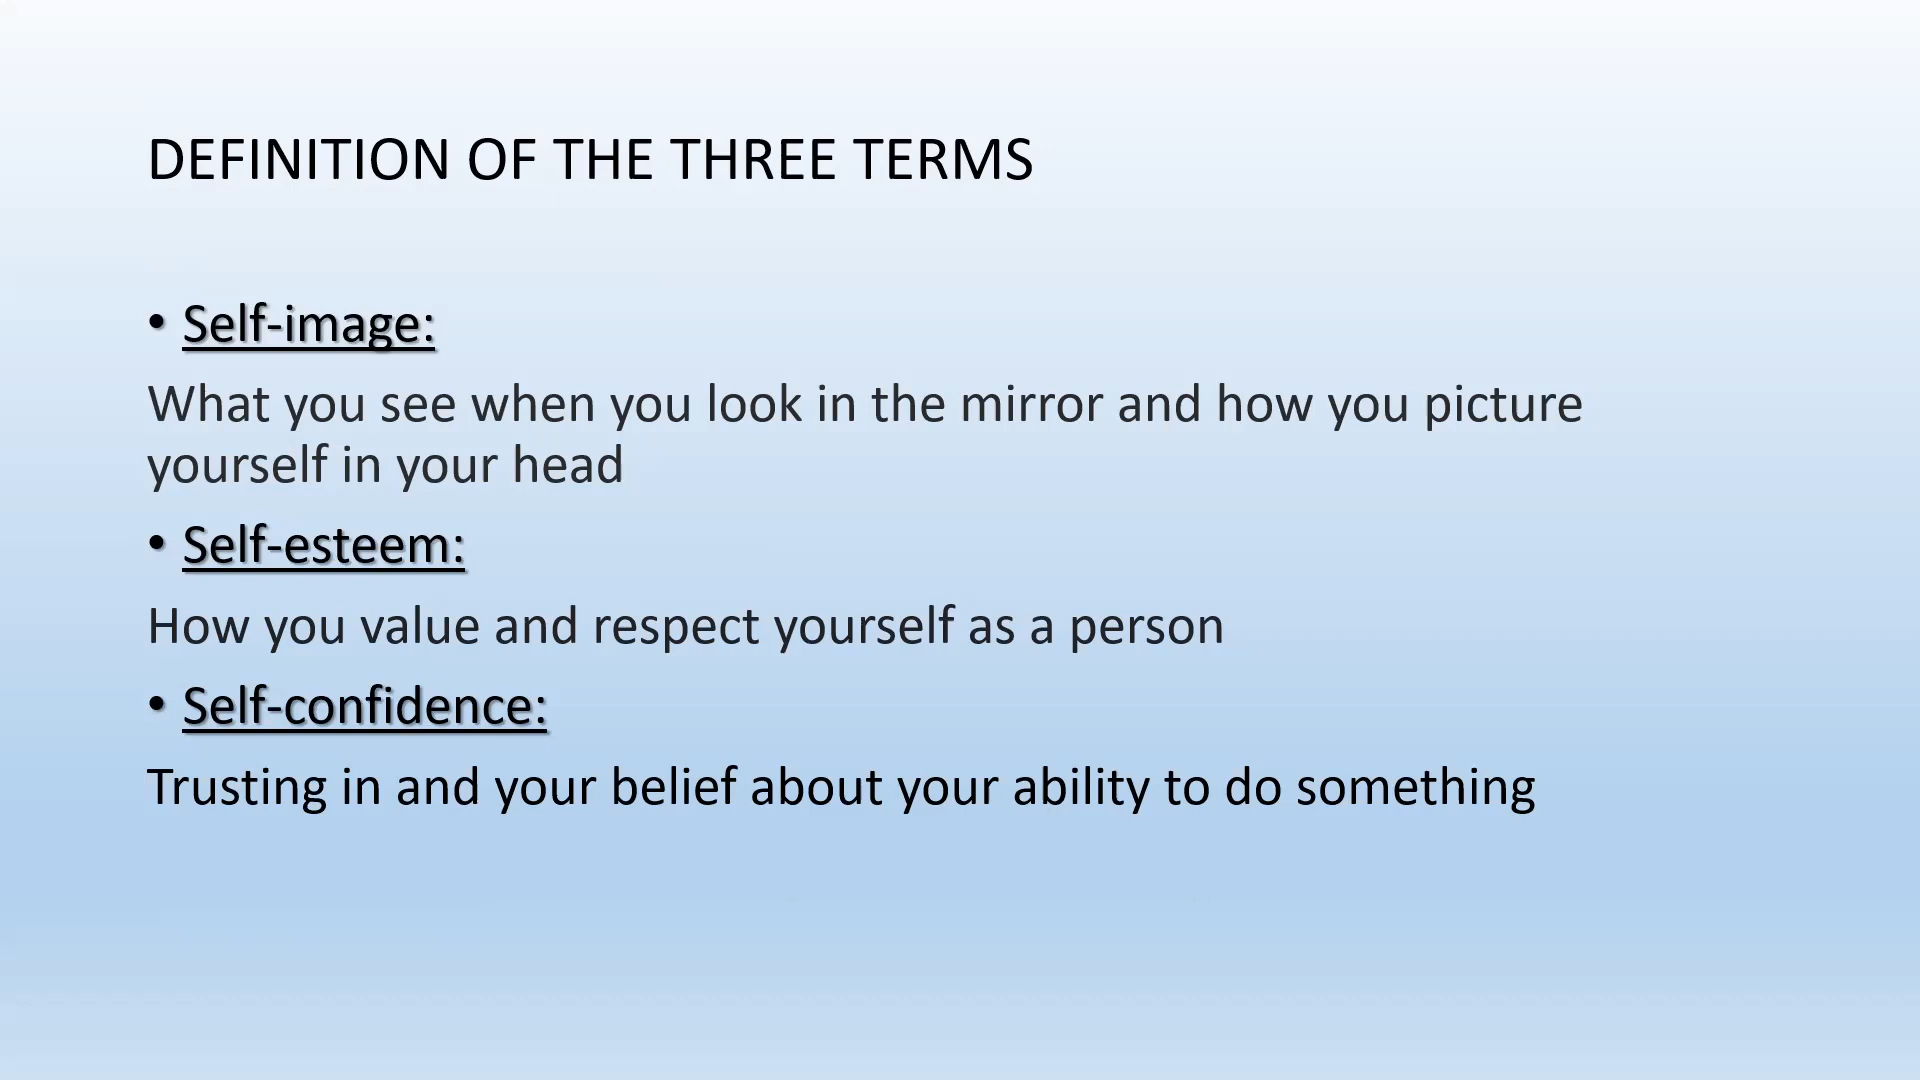 DEFINITION OF THE THREE TERMS
• Self-image:
What you see when you look in the mirror and how you picture
yourself in your head
• Self-esteem:
How you value and respect yourself as a person
• Self-confidence:
Trusting in and your belief about your ability to do something